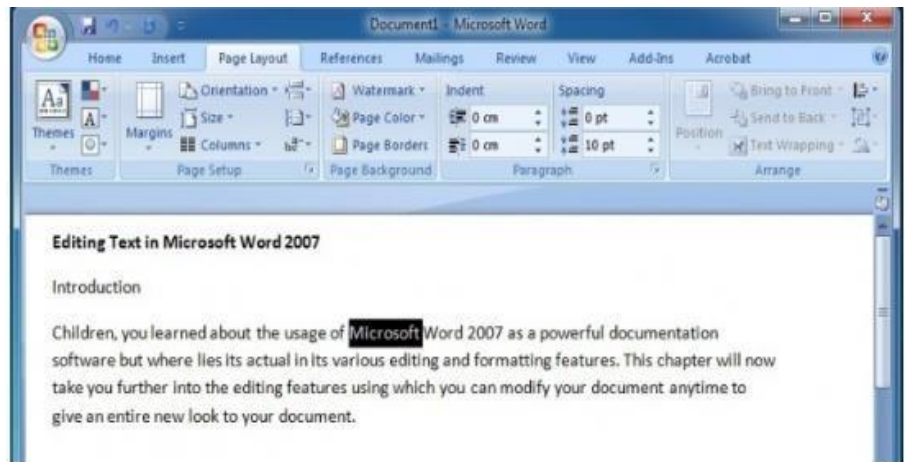 Document1 - Microsoft Word
Home Insert Page Layout References Mailings Review View Add-Ins Acrobat
Aa Orientation Watermark Indent Spacing Bring to Front
A Size Page Color 0 cm 0 pt Send to Back
Themes Margins Columns Page Borders 0 cm 10 pt Position Text Wrapping
Themes Page Setup Page Background Paragraph Arrange
Editing Text in Microsoft Word 2007
Introduction
Children, you learned about the usage of Microsoft Word 2007 as a powerful documentation
software but where lies its actual in its various editing and formatting features. This chapter will now
take you further into the editing features using which you can modify your document anytime to
give an entire new look to your document.